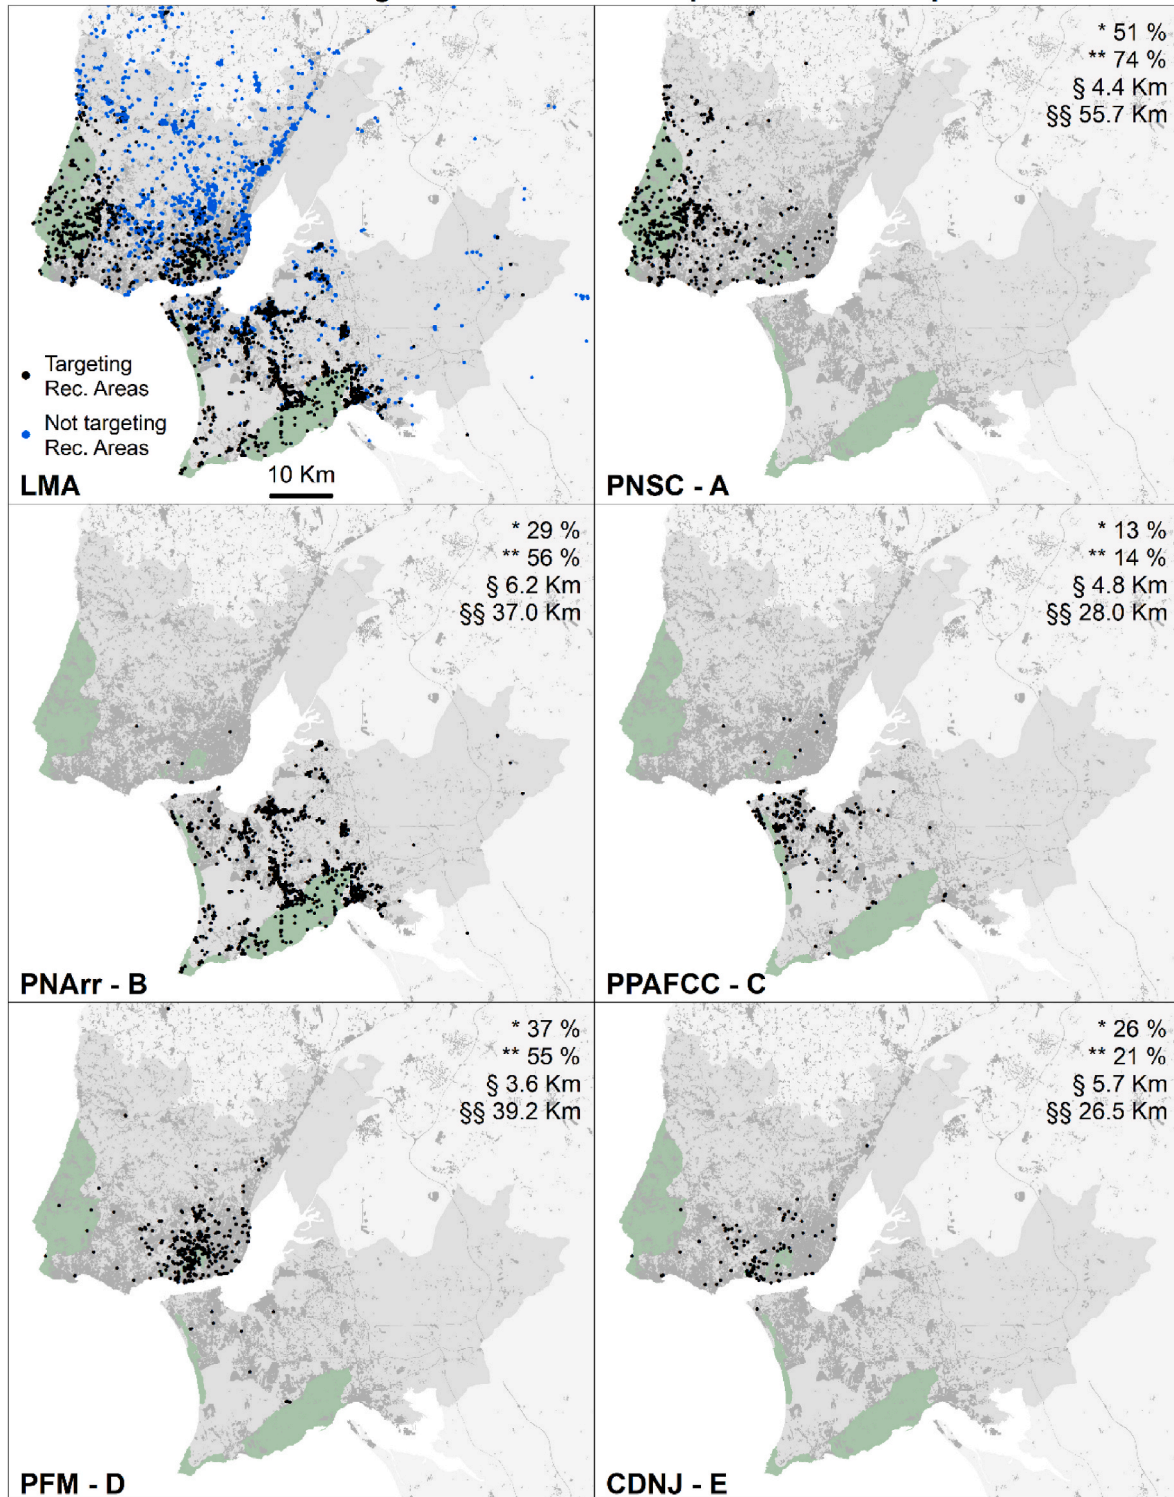 Targeting
Rec. Areas
Not targeting
Rec. Areas
10 Km
LMA
* 51 %
** 74 %
§ 4.4 Km
§§ 55.7 Km
PNSC - A
* 29 %
** 56 %
§ 6.2 Km
§§ 37.0 Km
PNArr - B
* 13 %
** 14 %
§ 4.8 Km
§§ 28.0 Km
PPAFCC - C
* 37 %
** 55 %
§ 3.6 Km
§§ 39.2 Km
PFM - D
* 26 %
** 21 %
§ 5.7 Km
§§ 26.5 Km
CDNJ - E